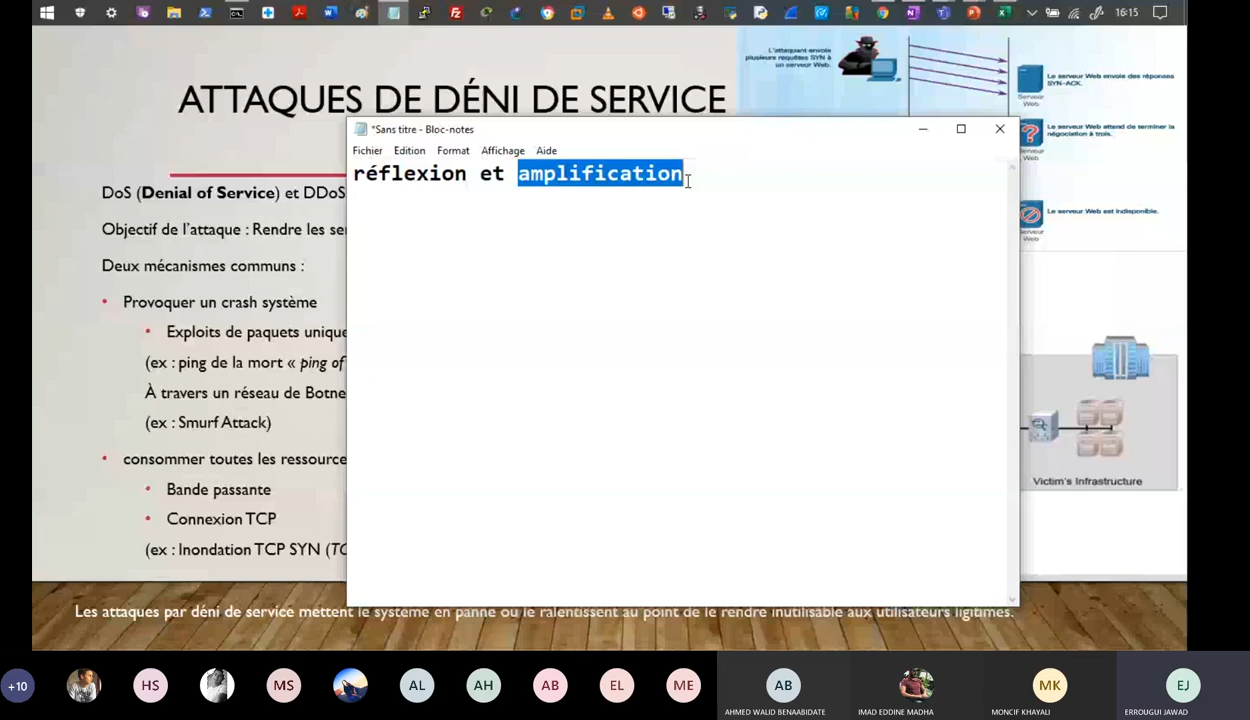 16:15
L'attaquant envoie
plusieurs requêtes SYN à
un serveur Web.
Le serveur Web envoie des réponses
SYN-ACK.
Serveur
Web
ATTAQUES DE DÉNI DE SERVICE
Le serveur Web attend de terminer la
négociation à trois.
Serveur
Web
*Sans titre - Bloc-notes
Fichier Edition Format Affichage Aide
réflexion et amplification
DoS (Denial of Service) et DDoS
Objectif de l'attaque : Rendre les ser
Deux mécanismes communs :
• Provoquer un crash système
• Exploits de paquets unique
(ex : ping de la mort « ping of
À travers un réseau de Botne
(ex : Smurf Attack)
• consommer toutes les ressource
• Bande passante
• Connexion TCP
(ex : Inondation TCP SYN (TC
Le serveur Web est indisponible.
Serveur
Web
Victim's Infrastructure
Les attaques par déni de service mettent le système en panne ou le ralentissent au point de le rendre inutilisable aux utilisateurs ligitimes.
+10
HS
MS
AL
AH
AB
EL
ME
AB
MK
EJ
AHMED WALID BENAABIDATE
IMAD EDDINE MADHA
MONCIF KHAYALI
ERROUGUI JAWAD